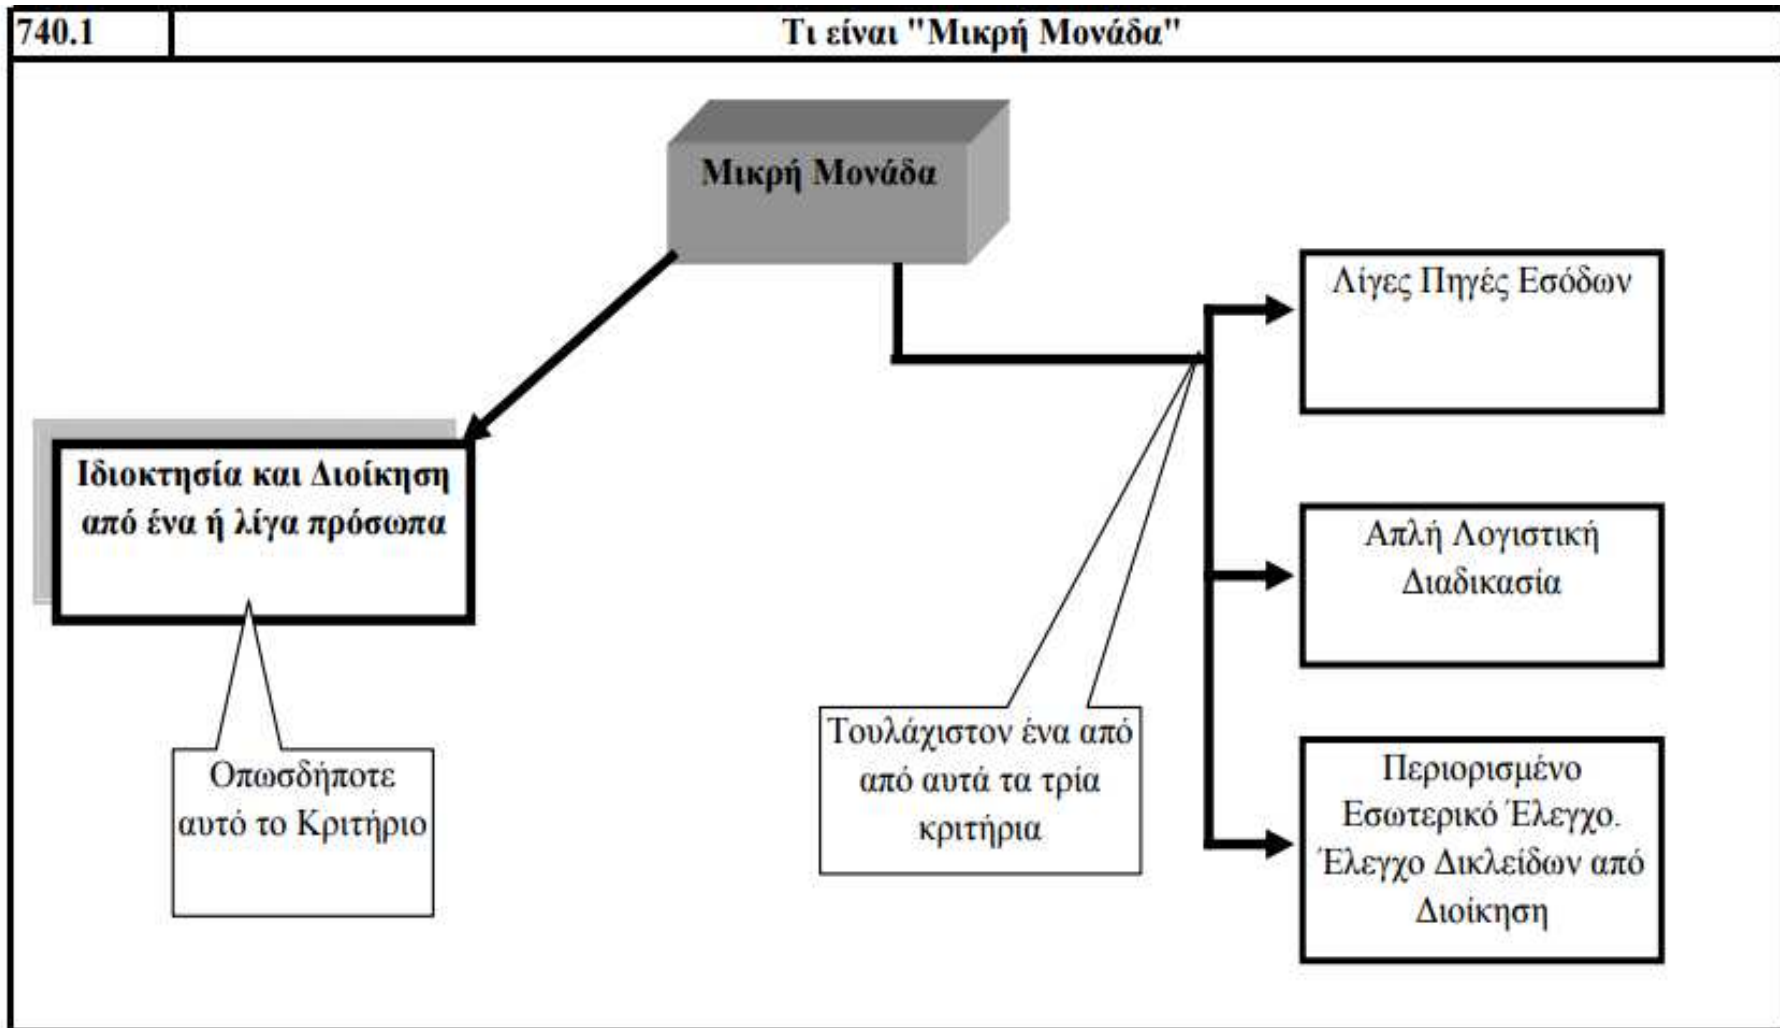 740.1
Τι είναι "Μικρή Μονάδα"
Μικρή Μονάδα
Ιδιοκτησία και Διοίκηση
από ένα ή λίγα πρόσωπα
Οπωσδήποτε
αυτό το Κριτήριο
Τουλάχιστον ένα από
από αυτά τα τρία
κριτήρια
Λίγες Πηγές Εσόδων
Απλή Λογιστική
Διαδικασία
Περιορισμένο
Εσωτερικό Έλεγχο.
Έλεγχο Δικλείδων από
Διοίκηση